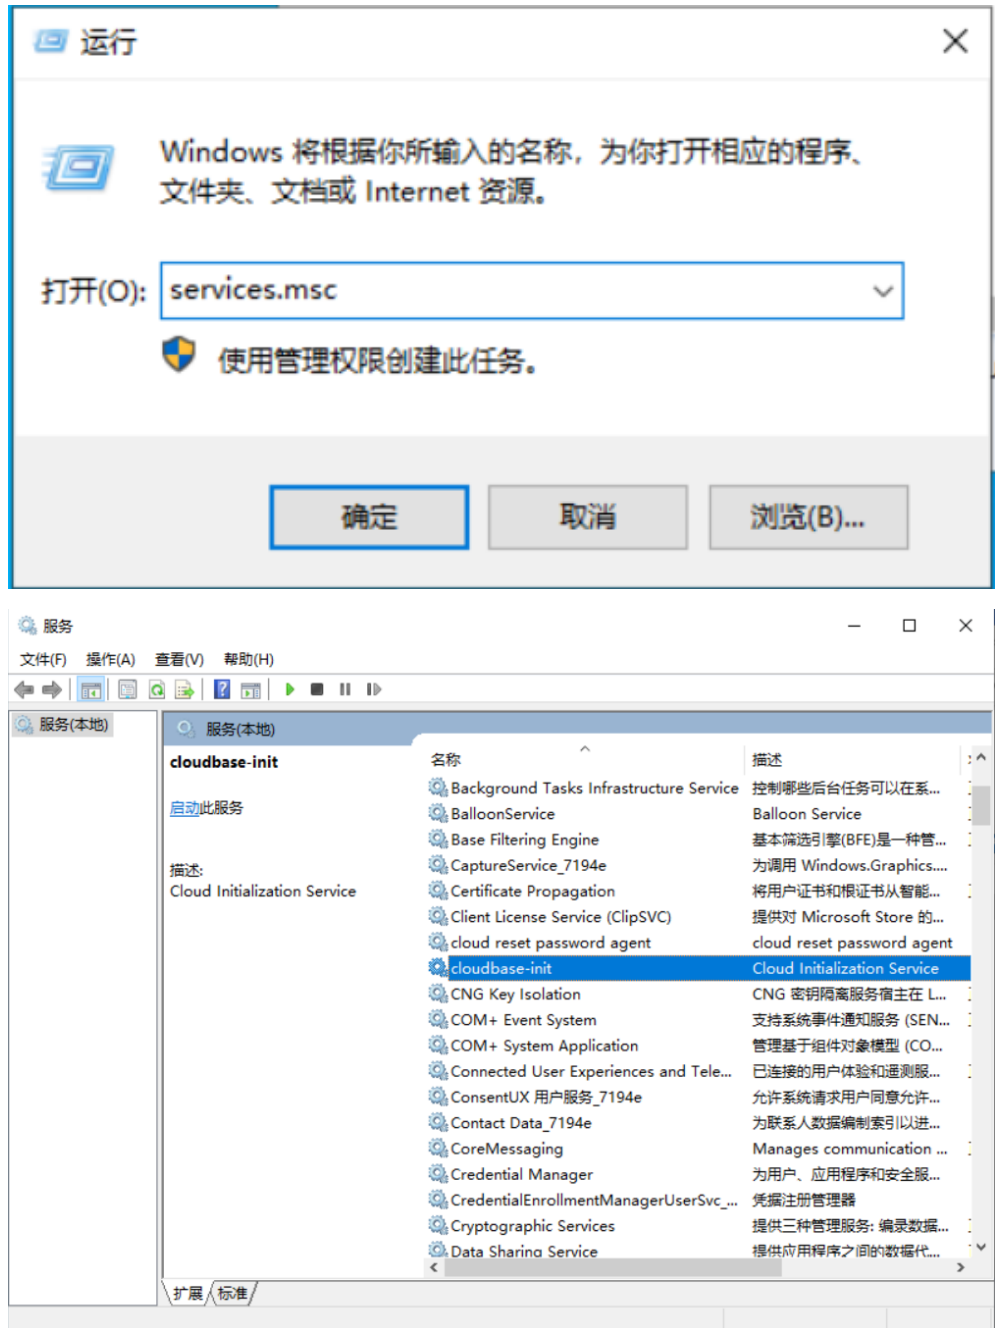 运行
Windows 将根据你所输入的名称，为你打开相应的程序、
文件夹、文档或 Internet 资源。
打开(O):
services.msc
使用管理权限创建此任务。
确定
取消
浏览(B)...
服务
文件(F) 操作(A) 查看(V) 帮助(H)
服务(本地)
服务(本地)
cloudbase-init
启动此服务
描述:
Cloud Initialization Service
名称 描述
Background Tasks Infrastructure Service 控制哪些后台任务可以在系...
BalloonService Balloon Service
Base Filtering Engine 基本筛选引擎(BFE)是一种管...
CaptureService_7194e 为调用 Windows.Graphics....
Certificate Propagation 将用户证书和根证书从智能...
Client License Service (ClipSVC) 提供对 Microsoft Store 的...
cloud reset password agent cloud reset password agent
cloudbase-init Cloud Initialization Service
CNG Key Isolation CNG 密钥隔离服务宿主在 L...
COM+ Event System 支持系统事件通知服务 (SEN...
COM+ System Application 管理基于组件对象模型 (CO...
Connected User Experiences and Tele... 已连接的用户体验和遥测服...
ConsentUX 用户服务_7194e 允许系统请求用户同意允许...
Contact Data_7194e 为联系人数据编制索引以进...
CoreMessaging Manages communication ...
Credential Manager 为用户、应用程序和安全服...
CredentialEnrollmentManagerUserSvc_... 凭据注册管理器
Cryptographic Services 提供三种管理服务: 编录数据...
Data Sharing Service 提供应用程序之间的数据代...
扩展 标准